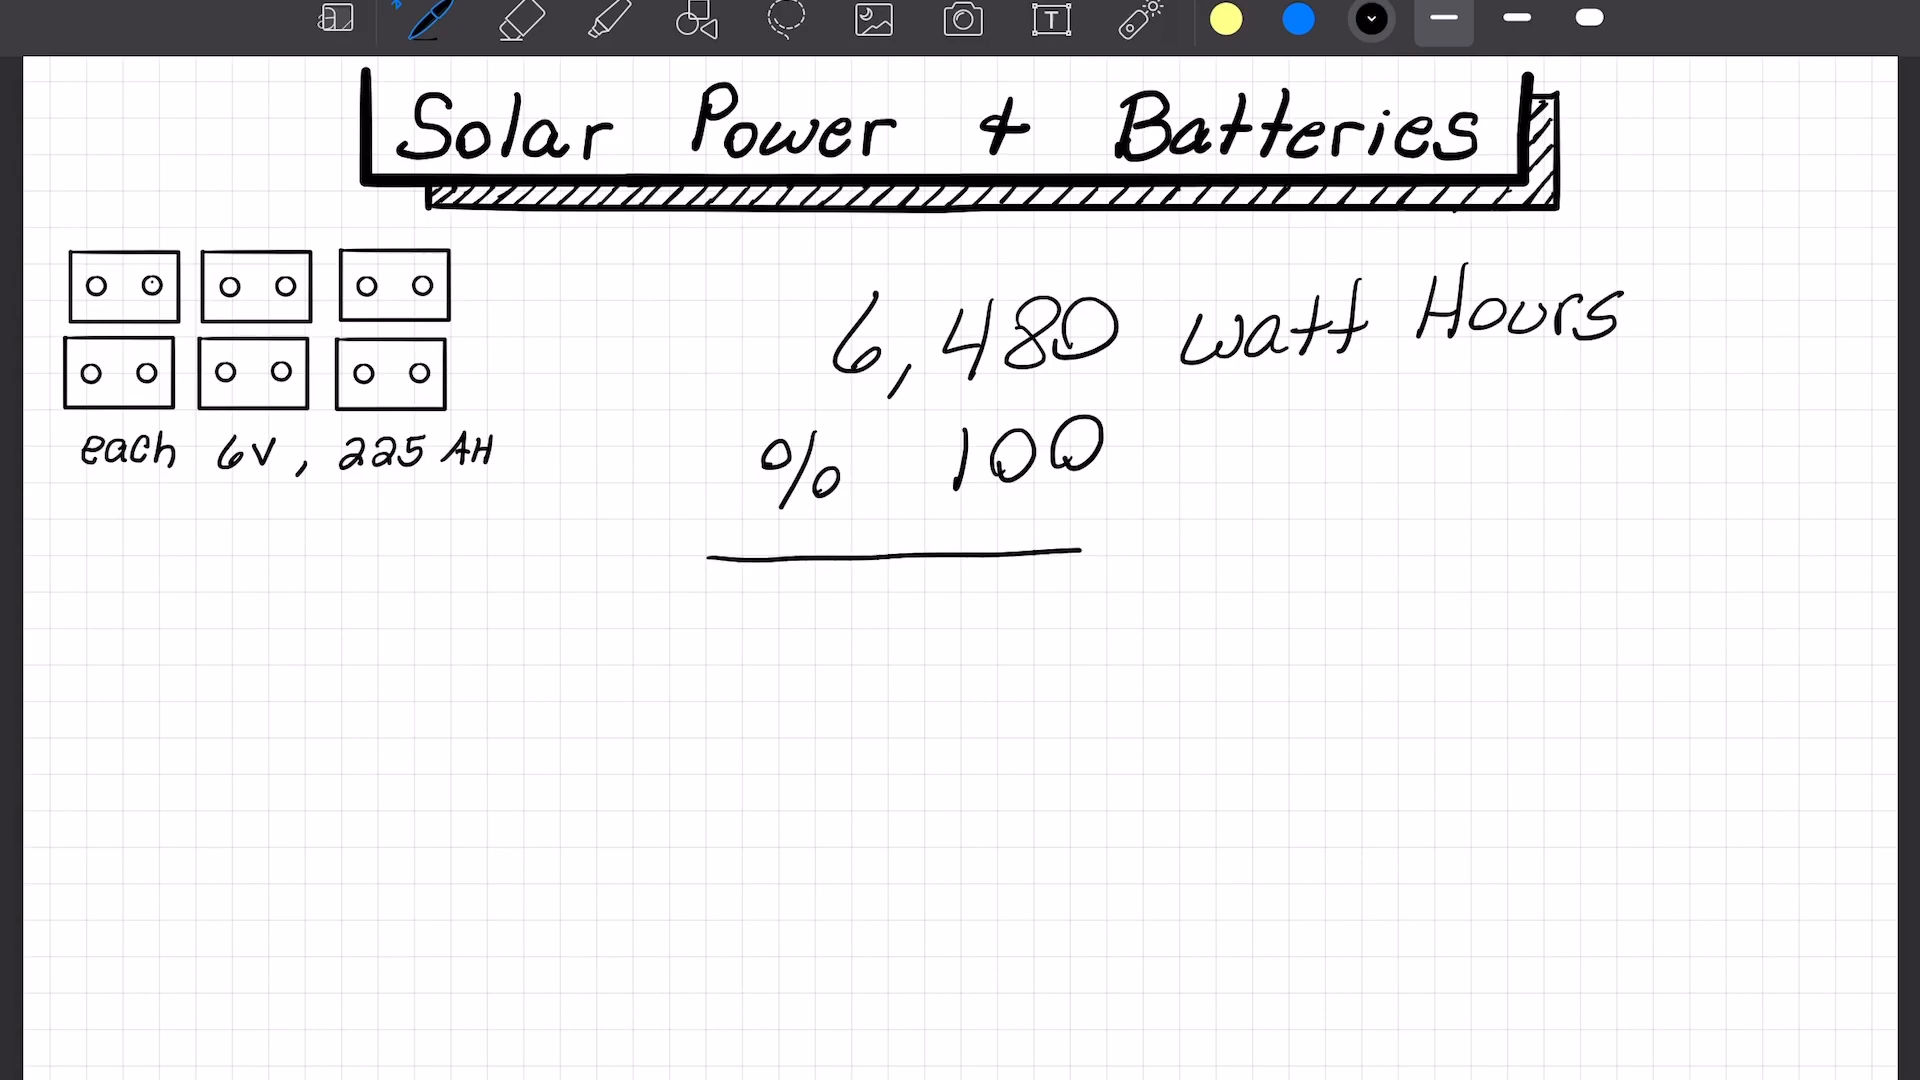 Solar Power + Batteries
6,480 watt Hours
% 100
each 6V, 225 AH